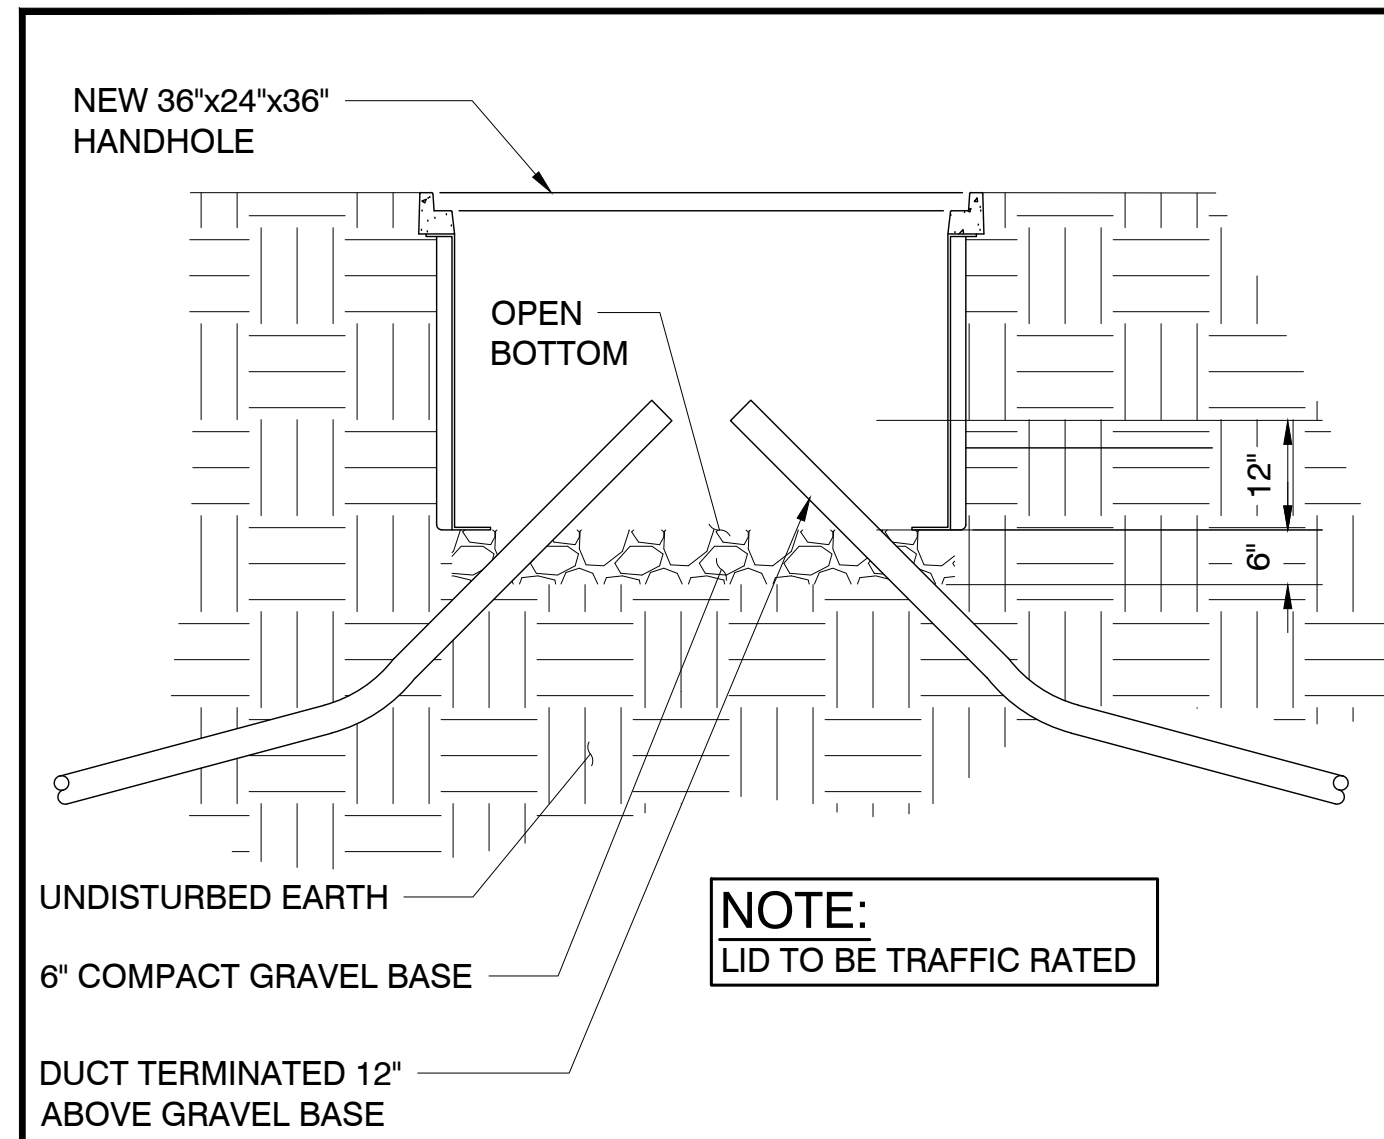 NEW 36"x24"x36"
HANDHOLE
OPEN
BOTTOM
12"
6"
UNDISTURBED EARTH
6" COMPACT GRAVEL BASE
DUCT TERMINATED 12"
ABOVE GRAVEL BASE
NOTE:
LID TO BE TRAFFIC RATED